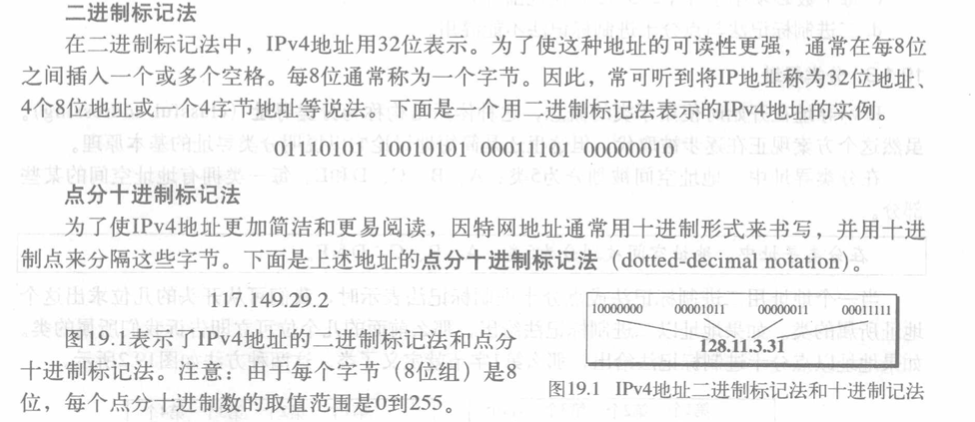 二进制标记法
在二进制标记法中，IPv4地址用32位表示。为了使这种地址的可读性更强，通常在每8位
之间插入一个或多个空格。每8位通常称为一个字节。因此，常可听到将IP地址称为32位地址、
4个8位地址或一个4字节地址等说法。下面是一个用二进制标记法表示的IPv4地址的实例。
01110101 10010101 00011101 00000010
点分十进制标记法
为了使IPv4地址更加简洁和更易阅读，因特网地址通常用十进制形式来书写，并用十进
制点来分隔这些字节。下面是上述地址的点分十进制标记法（dotted-decimal notation）。
117.149.29.2
图19.1表示了IPv4地址的二进制标记法和点分
十进制标记法。注意：由于每个字节（8位组）是8
位，每个点分十进制数的取值范围是0到255。
10000000 00001011 00000011 00011111
128.11.3.31
图19.1 IPv4地址二进制标记法和十进制标记法